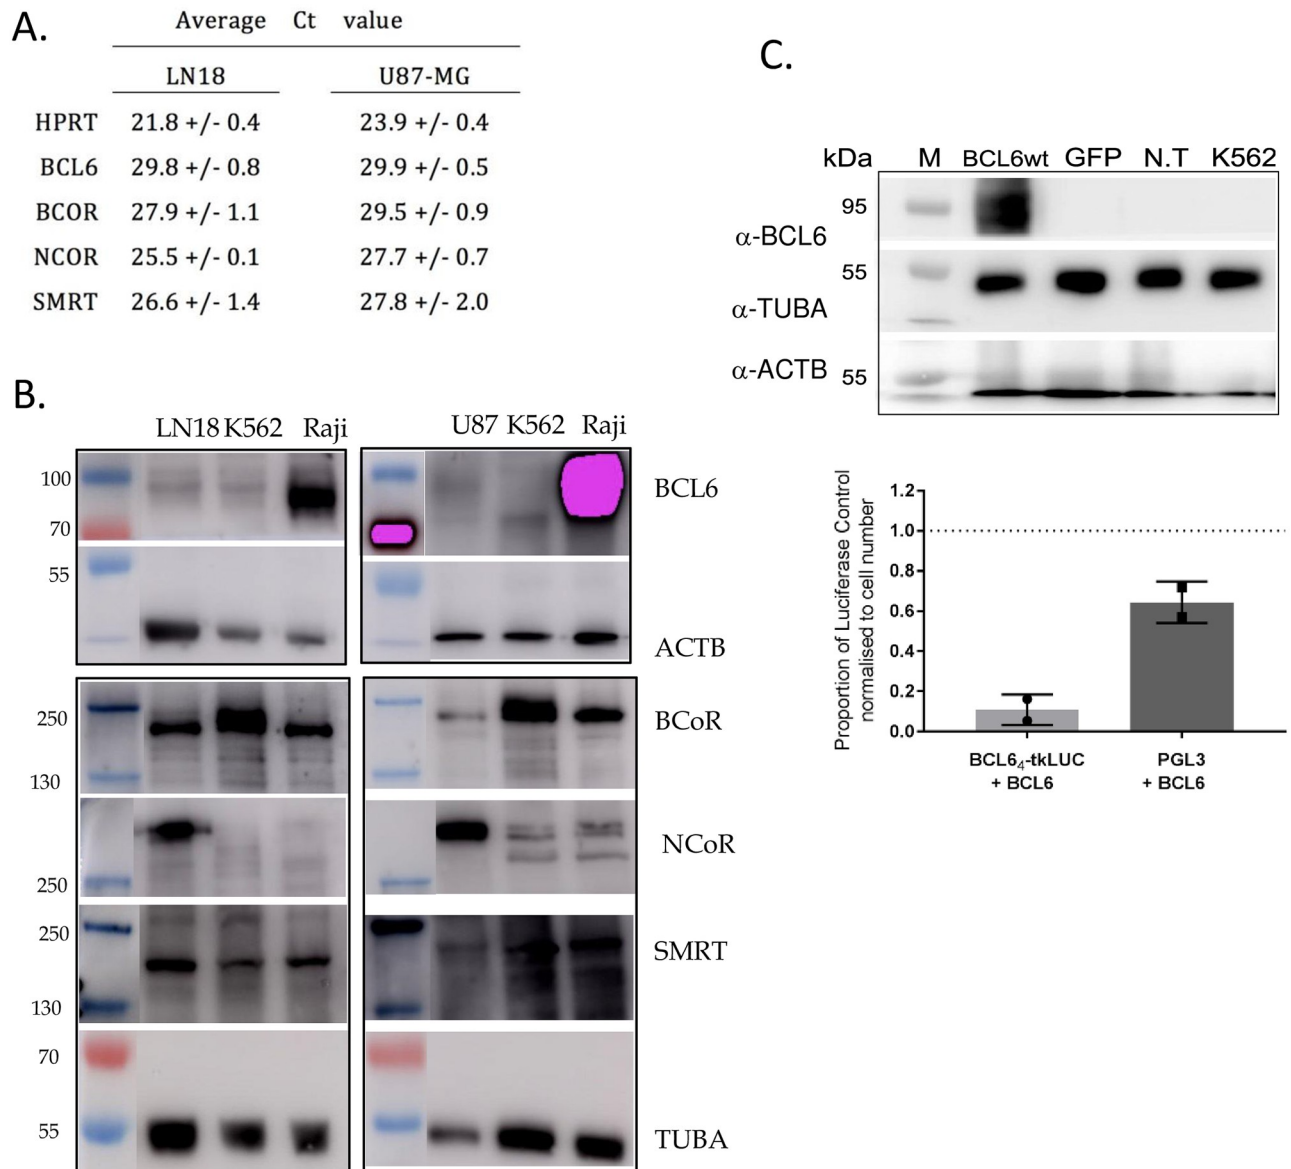 A.
Average Ct value
LN18 U87-MG
HPRT 21.8 +/- 0.4 23.9 +/- 0.4
BCL6 29.8 +/- 0.8 29.9 +/- 0.5
BCOR 27.9 +/- 1.1 29.5 +/- 0.9
NCOR 25.5 +/- 0.1 27.7 +/- 0.7
SMRT 26.6 +/- 1.4 27.8 +/- 2.0
B.
LN18 K562 Raji U87 K562 Raji
100
BCL6
70
55
ACTB
250
BCoR
130
NCoR
250
250
SMRT
130
70
55
TUBA
C.
kDa M BCL6wt GFP N.T K562
95
α-BCL6
55
α-TUBA
α-ACTB 55
Proportion of Luciferase Control
normalised to cell number
1.2
1.0
0.8
0.6
0.4
0.2
0.0
BCL6₄-tkLUC
+ BCL6
PGL3
+ BCL6